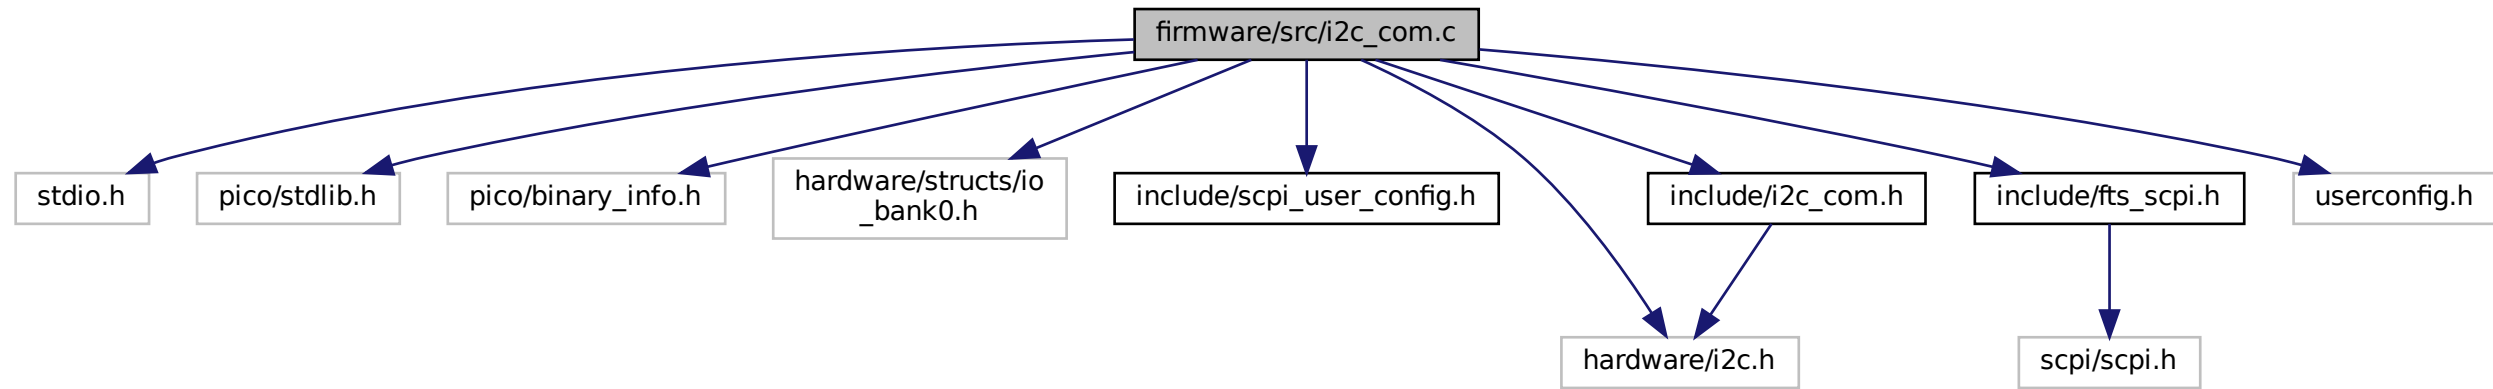 firmware/src/i2c_com.c
stdio.h
pico/stdlib.h
pico/binary_info.h
hardware/structs/io
_bank0.h
include/scpi_user_config.h
include/i2c_com.h
include/fts_scpi.h
userconfig.h
hardware/i2c.h
scpi/scpi.h